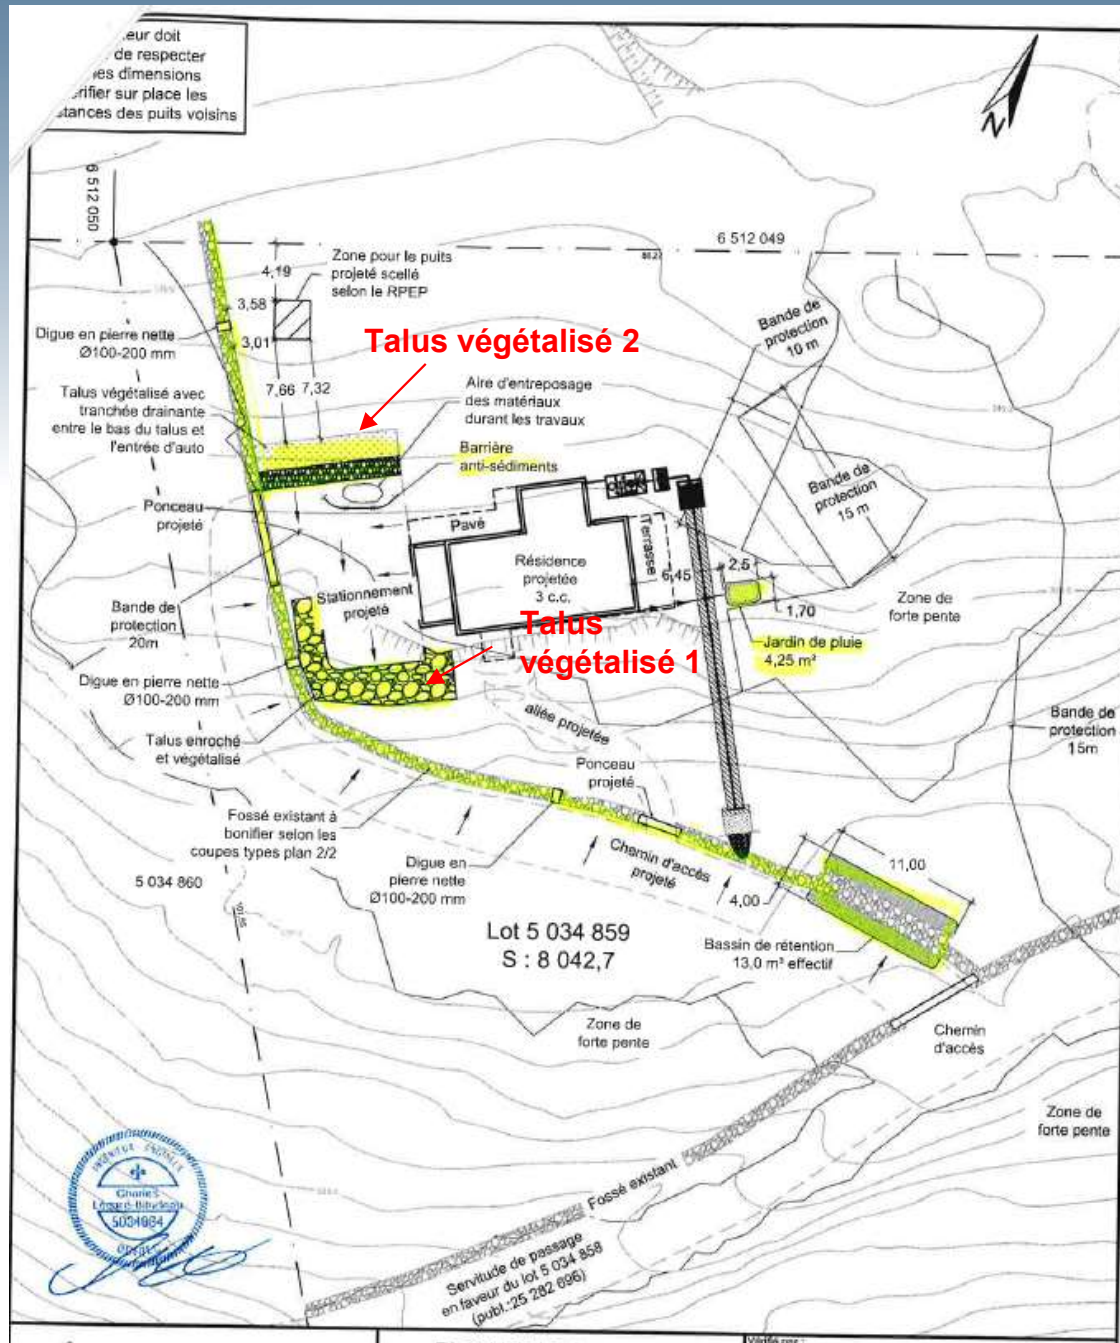 eur doit
de respecter
es dimensions
érifier sur place les
stances des puits voisins
N
6 512 050
6 512 049
4,19
3,58
3,01
7,66
7,32
Zone pour le puits
projeté scellé
selon le RPEP
Digue en pierre nette
Ø100-200 mm
Talus végétalisé 2
Bande de
protection
10 m
Talus végétalisé avec
tranchée drainante
entre le bas du talus et
l'entrée d'auto
Aire d'entreposage
des matériaux
durant les travaux
Barrière
anti-sédiments
Bande de
protection
15 m
Ponceau
projeté
Pavé
Résidence
projetée
3 c.c.
Terrasse
6,45
2,5
1,70
Zone de
forte pente
Stationnement
projeté
Bande de
protection
20m
Talus
végétalisé 1
Jardin de pluie
4,25 m²
Digue en pierre nette
Ø100-200 mm
Talus enroché
et végétalisé
allée projetée
Bande de
protection
15m
Ponceau
projeté
Fossé existant à
bonifier selon les
coupes types plan 2/2
Digue en
pierre nette
Ø100-200 mm
Chemin d'accès
projeté
11,00
4,00
5 034 860
Lot 5 034 859
S : 8 042,7
Bassin de rétention
13,0 m³ effectif
Zone de
forte pente
Chemin
d'accès
Zone de
forte pente
Fossé existant
Servitude de passage
en faveur du lot 5 034 858
(publ.:25 282 696)
Charles
5034984
Vérifié par :